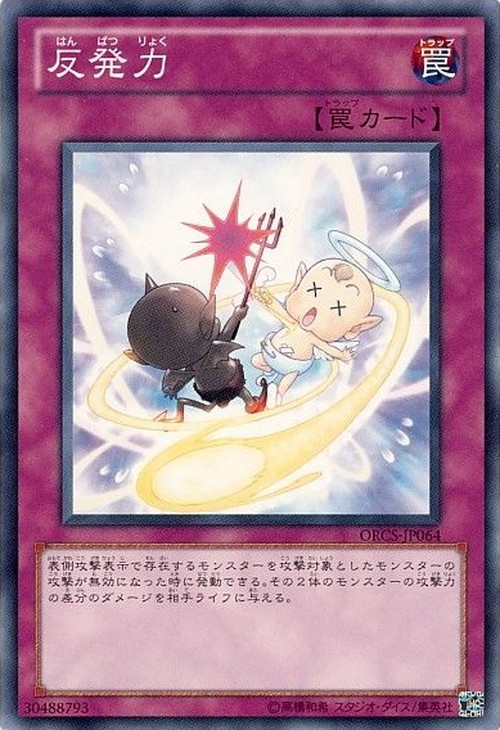 反発力
はん ぱつ りょく
トラップ
罠
【罠カード】
トラップ
ORCS-JP064
表側攻撃表示で存在するモンスターを攻撃対象としたモンスターの
攻撃が無効になった時に発動できる。その2体のモンスターの攻撃力
の差分のダメージを相手ライフに与える。
30488793
©高橋和希 スタジオ・ダイス/集英社